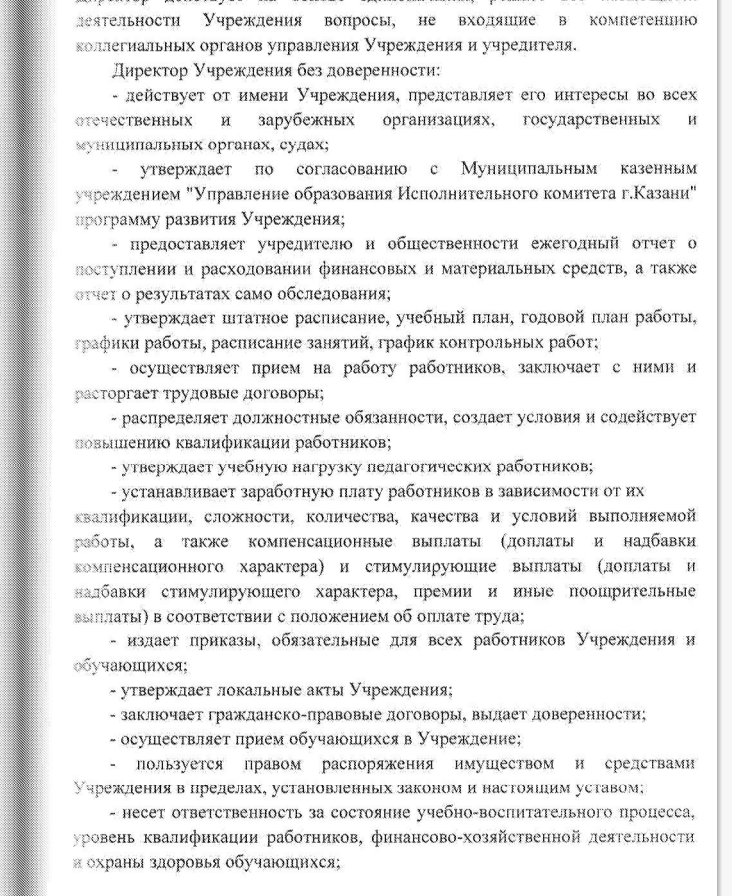 деятельности Учреждения вопросы, не входящие в компетенцию
коллегиальных органов управления Учреждения и учредителя.
Директор Учреждения без доверенности:
- действует от имени Учреждения, представляет его интересы во всех
отечественных и зарубежных организациях, государственных и
муниципальных органах, судах;
- утверждает по согласованию с Муниципальным казенным
учреждением "Управление образования Исполнительного комитета г.Казани"
программу развития Учреждения;
- предоставляет учредителю и общественности ежегодный отчет о
поступлении и расходовании финансовых и материальных средств, а также
отчет о результатах само обследования;
- утверждает штатное расписание, учебный план, годовой план работы,
графики работы, расписание занятий, график контрольных работ;
- осуществляет прием на работу работников, заключает с ними и
расторгает трудовые договоры;
- распределяет должностные обязанности, создает условия и содействует
повышению квалификации работников;
- утверждает учебную нагрузку педагогических работников;
- устанавливает заработную плату работников в зависимости от их
квалификации, сложности, количества, качества и условий выполняемой
работы, а также компенсационные выплаты (доплаты и надбавки
компенсационного характера) и стимулирующие выплаты (доплаты и
надбавки стимулирующего характера, премии и иные поощрительные
выплаты) в соответствии с положением об оплате труда;
- издает приказы, обязательные для всех работников Учреждения и
обучающихся;
- утверждает локальные акты Учреждения;
- заключает гражданско-правовые договоры, выдает доверенности;
- осуществляет прием обучающихся в Учреждение;
- пользуется правом распоряжения имуществом и средствами
Учреждения в пределах, установленных законом и настоящим уставом;
- несет ответственность за состояние учебно-воспитательного процесса,
уровень квалификации работников, финансово-хозяйственной деятельности
и охраны здоровья обучающихся;